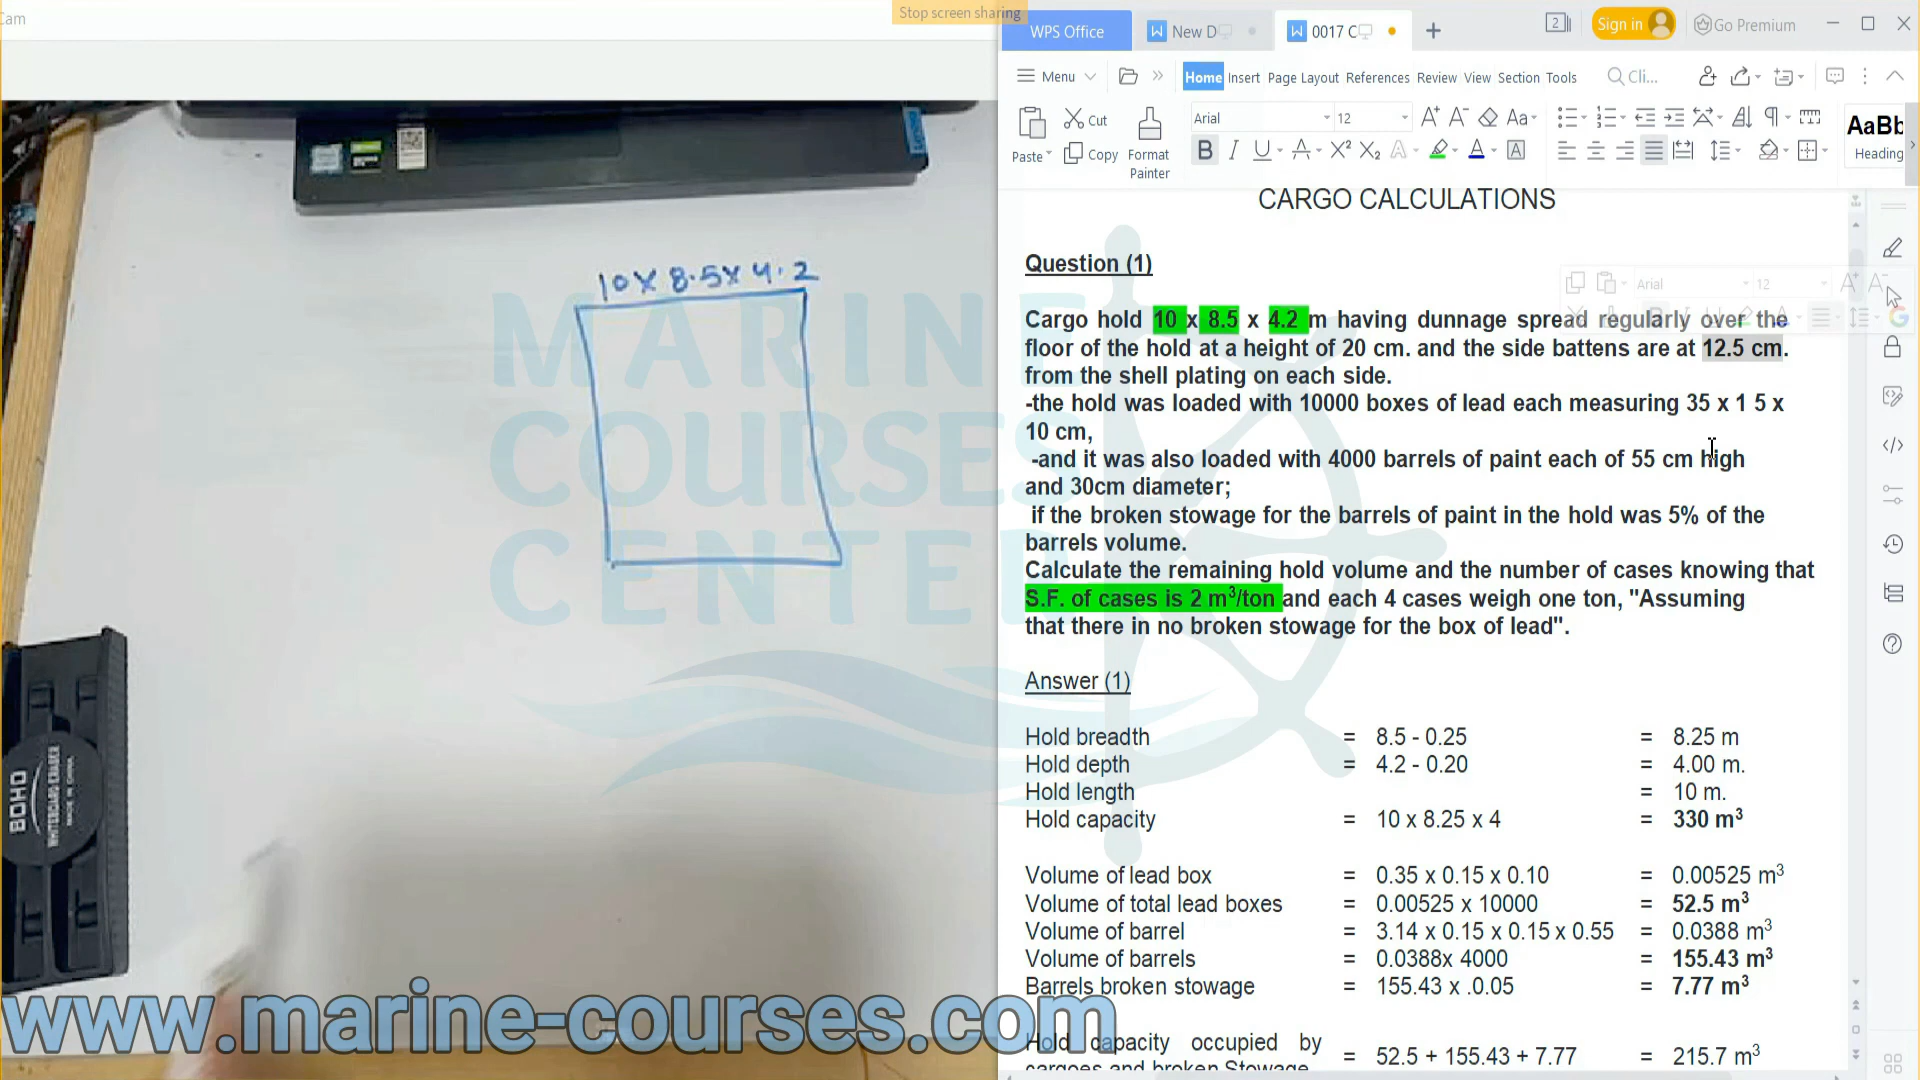 Cam
Stop screen sharing
WPS Office
New D
0017 C
2
Sign in
Go Premium
Menu
Home
Insert
Page Layout
References
Review
View
Section
Tools
Cli...
Paste
Cut
Copy
Format
Painter
Arial
12
AaBb
Heading
Arial
12
10 X 8.5 X 4.2
MARINE
COURSES
CENTER
BOHO
WHITEBOARD ERASER
MADE IN CHINA
CARGO CALCULATIONS
Question (1)
Cargo hold 10 x 8.5 x 4.2 m having dunnage spread regularly over the
floor of the hold at a height of 20 cm. and the side battens are at 12.5 cm.
from the shell plating on each side.
-the hold was loaded with 10000 boxes of lead each measuring 35 x 1 5 x
10 cm,
-and it was also loaded with 4000 barrels of paint each of 55 cm high
and 30cm diameter;
if the broken stowage for the barrels of paint in the hold was 5% of the
barrels volume.
Calculate the remaining hold volume and the number of cases knowing that
S.F. of cases is 2 m³/ton and each 4 cases weigh one ton, "Assuming
that there in no broken stowage for the box of lead".
Answer (1)
Hold breadth = 8.5 - 0.25 = 8.25 m
Hold depth = 4.2 - 0.20 = 4.00 m.
Hold length = 10 m.
Hold capacity = 10 x 8.25 x 4 = 330 m³
Volume of lead box = 0.35 x 0.15 x 0.10 = 0.00525 m³
Volume of total lead boxes = 0.00525 x 10000 = 52.5 m³
Volume of barrel = 3.14 x 0.15 x 0.15 x 0.55 = 0.0388 m³
Volume of barrels = 0.0388x 4000 = 155.43 m³
Barrels broken stowage = 155.43 x .0.05 = 7.77 m³
Hold capacity occupied by = 52.5 + 155.43 + 7.77 = 215.7 m³
cargoes and broken Stowage
www.marine-courses.com